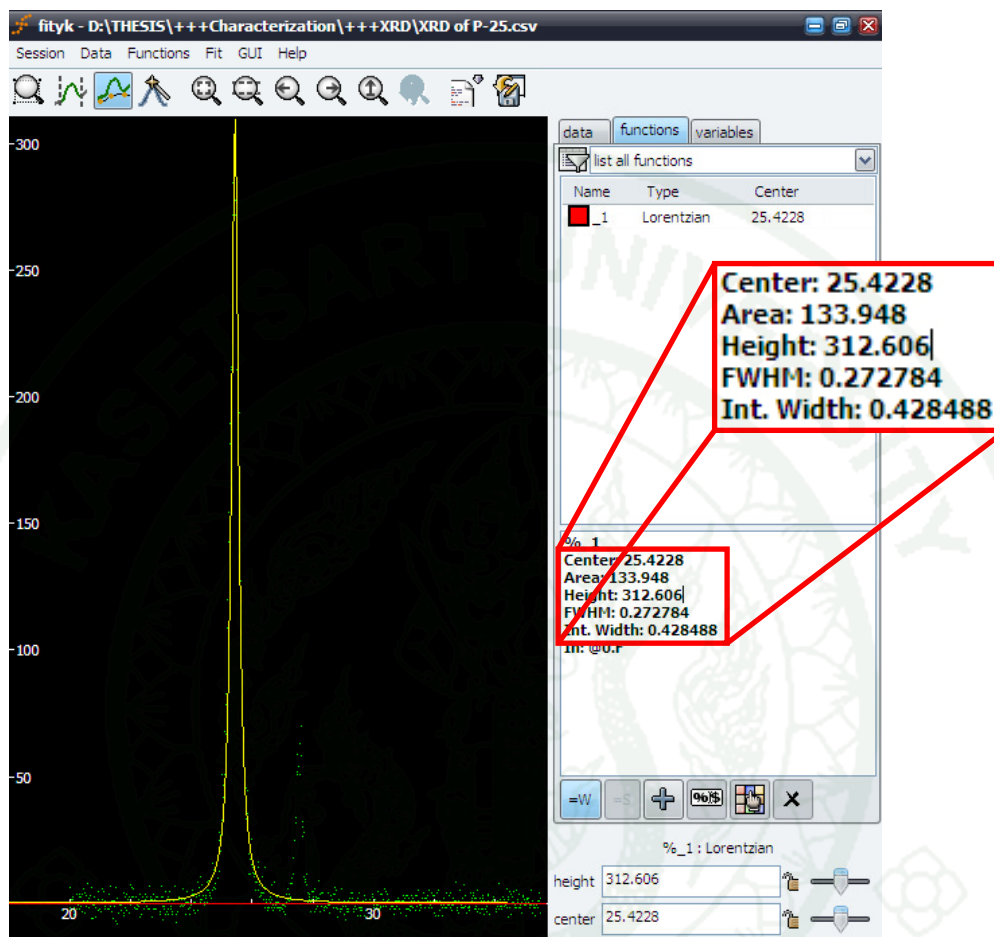 fityk - D:\THESIS\+++Characterization\+++XRD\XRD of P-25.csv
Session Data Functions Fit GUI Help
data functions variables
list all functions
Name Type Center
_1 Lorentzian 25.4228
Center: 25.4228
Area: 133.948
Height: 312.606
FWHM: 0.272784
Int. Width: 0.428488
%_1
Center: 25.4228
Area: 133.948
Height: 312.606
FWHM: 0.272784
Int. Width: 0.428488
In: @0.F
=W =S %$
%_1 : Lorentzian
height 312.606
center 25.4228
300
250
200
150
100
50
20 30
KASETSART UNIVERSITY